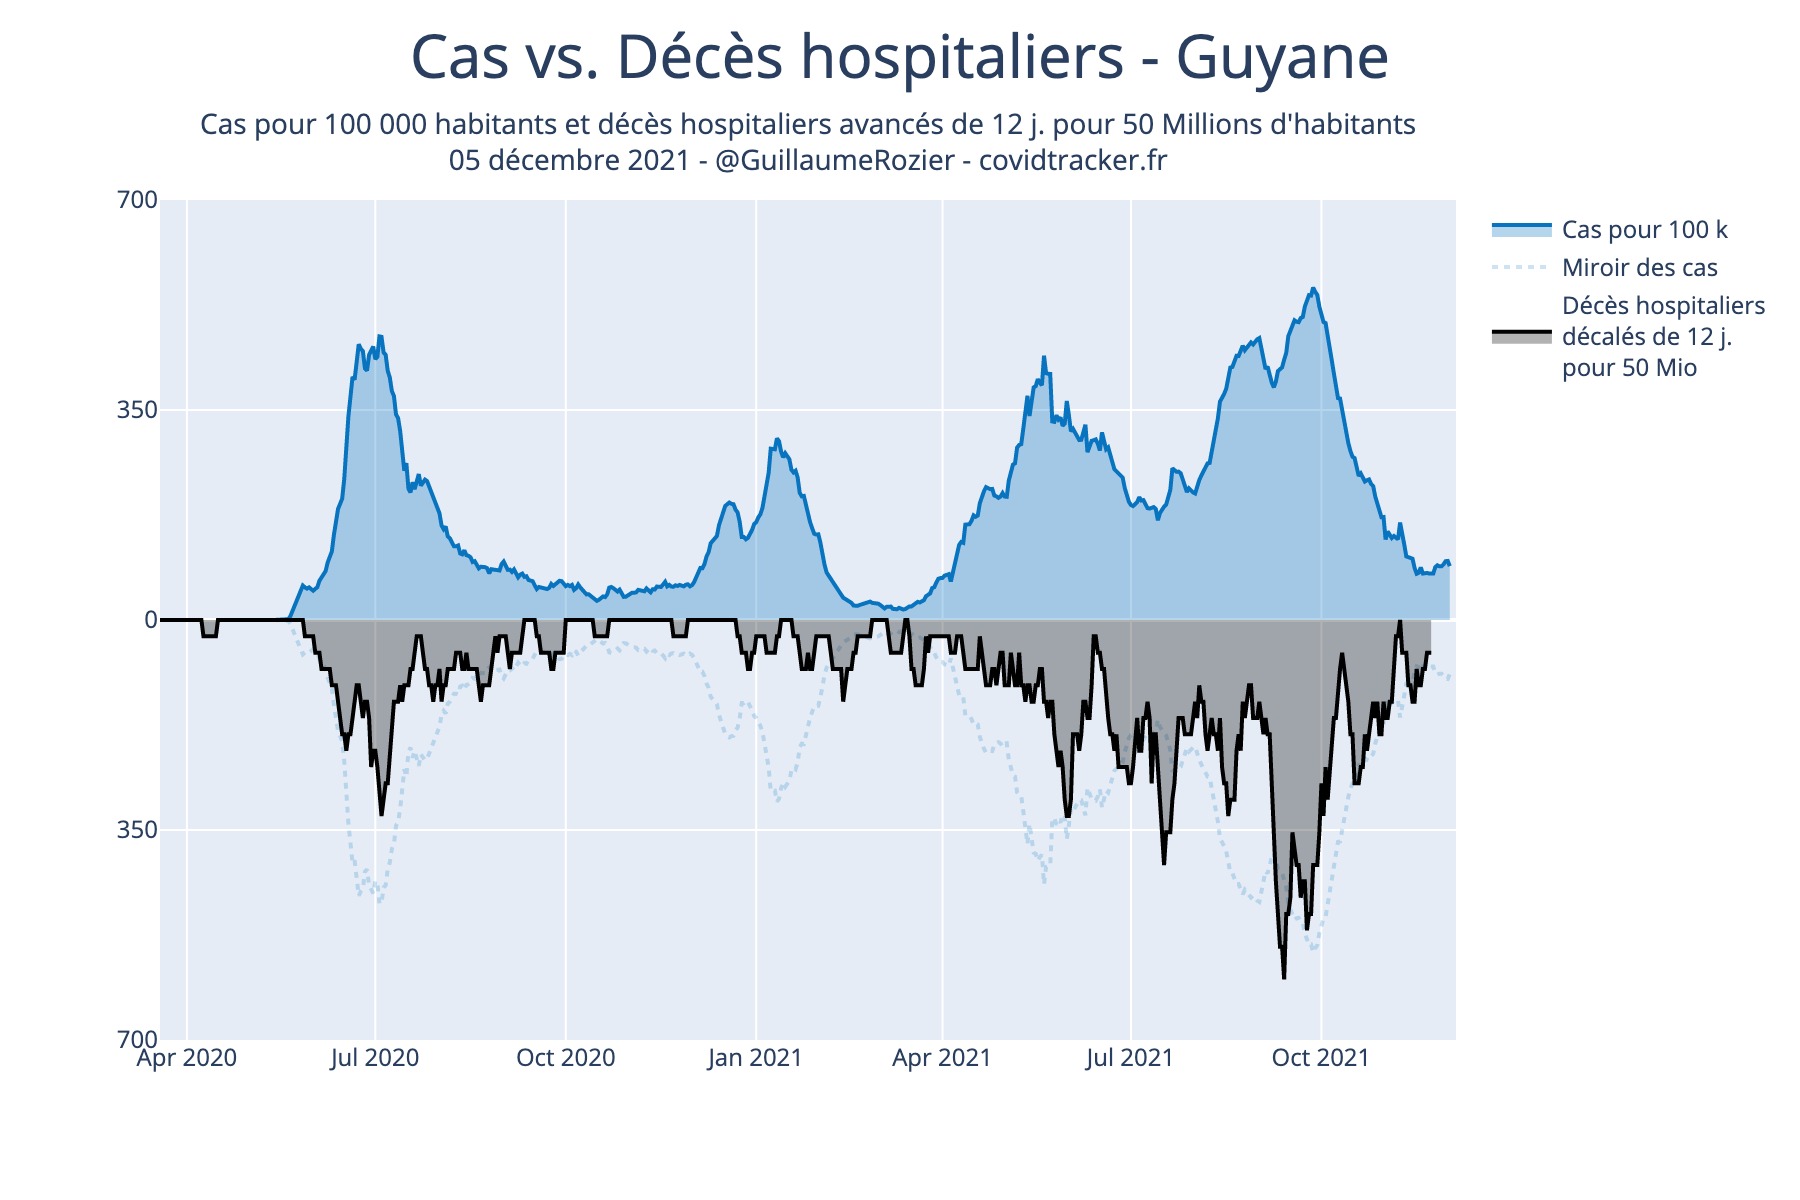 Cas vs. Décès hospitaliers - Guyane
Cas pour 100 000 habitants et décès hospitaliers avancés de 12 j. pour 50 Millions d'habitants
05 décembre 2021 - @GuillaumeRozier - covidtracker.fr
700
350
0
350
700
Apr 2020
Jul 2020
Oct 2020
Jan 2021
Apr 2021
Jul 2021
Oct 2021
Cas pour 100 k
Miroir des cas
Décès hospitaliers
décalés de 12 j.
pour 50 Mio